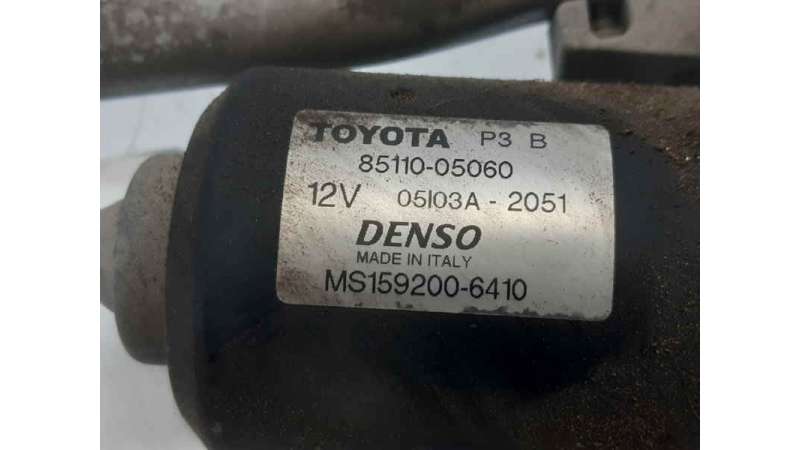 TOYOTA P3 B
85110-05060
12V 05I03A-2051
DENSO
MADE IN ITALY
MS159200-6410